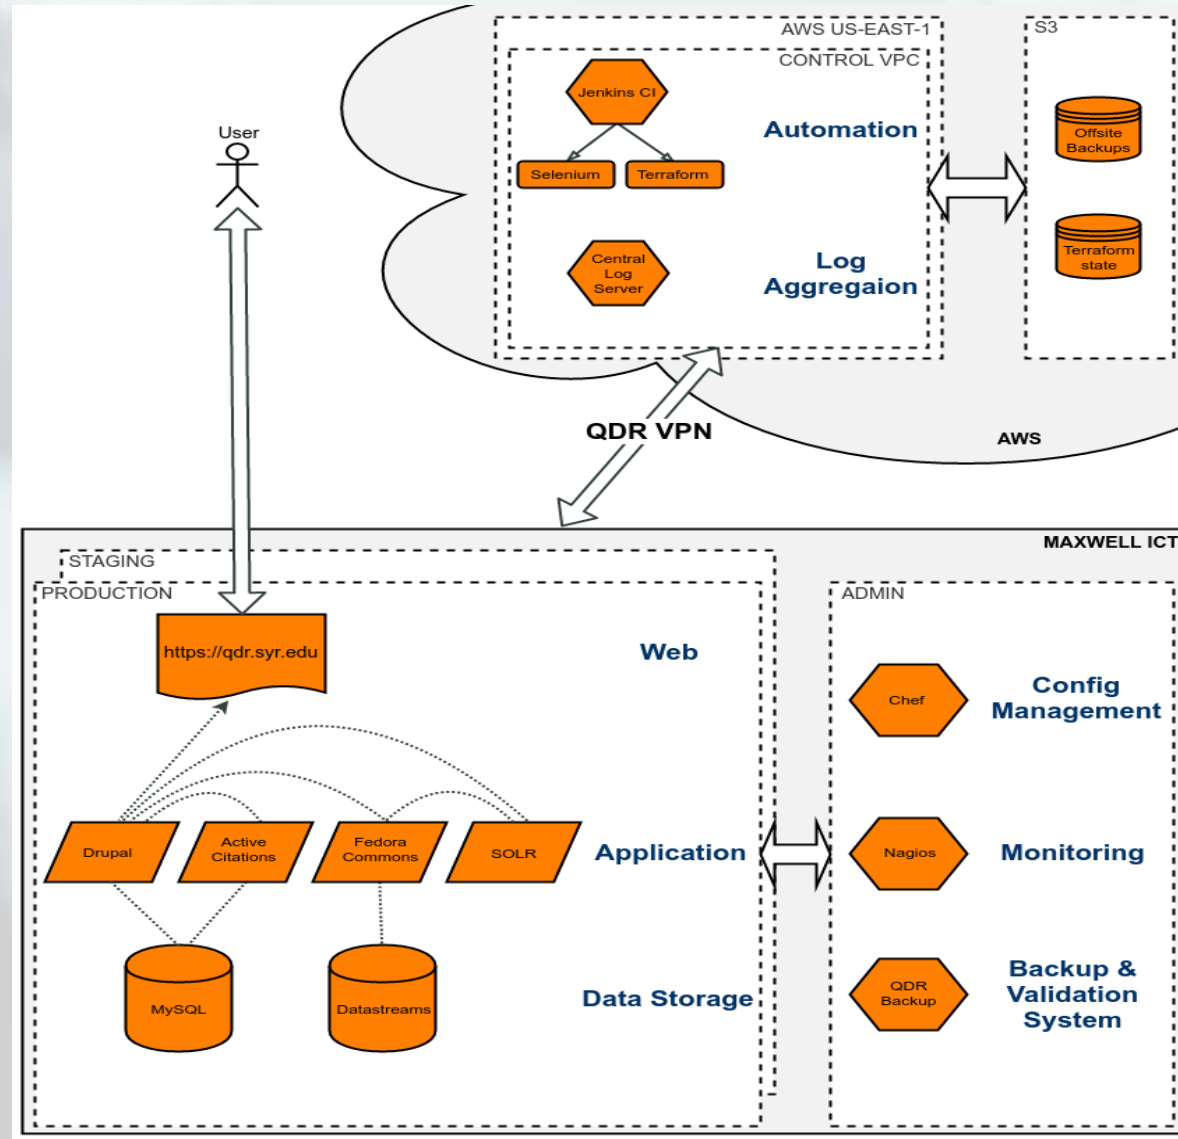 AWS US-EAST-1
S3
CONTROL VPC
Jenkins CI
Automation
Offsite
Backups
User
Selenium
Terraform
Central
Log
Server
Log
Aggregaion
Terraform
state
QDR VPN
AWS
MAXWELL ICT
STAGING
PRODUCTION
ADMIN
https://qdr.syr.edu
Web
Chef
Config
Management
Drupal
Active
Citations
Fedora
Commons
SOLR
Application
Nagios
Monitoring
MySQL
Datastreams
Data Storage
QDR
Backup
Backup &
Validation
System